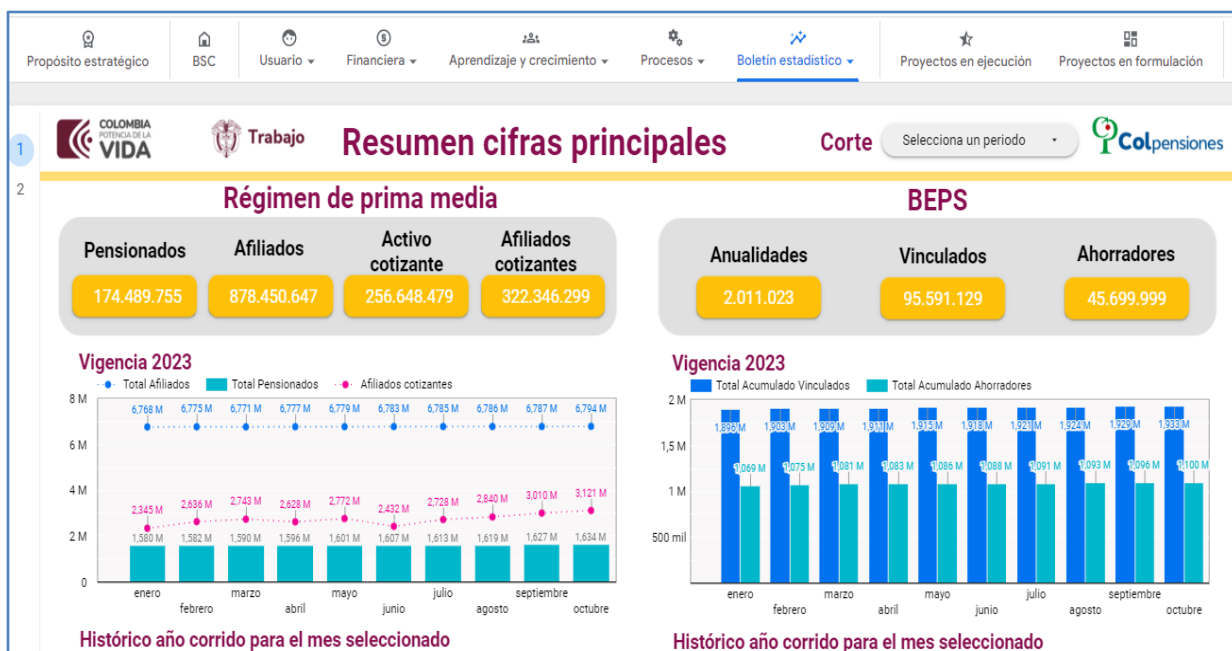 Propósito estratégico
BSC
Usuario
Financiera
Aprendizaje y crecimiento
Procesos
Boletín estadístico
Proyectos en ejecución
Proyectos en formulación
1
2
COLOMBIA
POTENCIA DE LA
VIDA
Trabajo
Resumen cifras principales
Corte
Selecciona un periodo
Colpensiones
Régimen de prima media
Pensionados
Afiliados
Activo
cotizante
Afiliados
cotizantes
174.489.755
878.450.647
256.648.479
322.346.299
Vigencia 2023
Total Afiliados
Total Pensionados
Afiliados cotizantes
8 M
6 M
4 M
2 M
0
6,768 M
6,775 M
6,771 M
6,777 M
6,779 M
6,783 M
6,785 M
6,786 M
6,787 M
6,794 M
2,345 M
2,636 M
2,743 M
2,628 M
2,772 M
2,432 M
2,728 M
2,840 M
3,010 M
3,121 M
1,580 M
1,582 M
1,590 M
1,596 M
1,601 M
1,607 M
1,613 M
1,619 M
1,627 M
1,634 M
enero
febrero
marzo
abril
mayo
junio
julio
agosto
septiembre
octubre
Histórico año corrido para el mes seleccionado
BEPS
Anualidades
Vinculados
Ahorradores
2.011.023
95.591.129
45.699.999
Vigencia 2023
Total Acumulado Vinculados
Total Acumulado Ahorradores
2 M
1,5 M
1 M
500 mil
1,896 M
1,903 M
1,909 M
1,911 M
1,915 M
1,918 M
1,921 M
1,924 M
1,929 M
1,933 M
1,069 M
1,075 M
1,081 M
1,083 M
1,086 M
1,088 M
1,091 M
1,093 M
1,096 M
1,100 M
enero
febrero
marzo
abril
mayo
junio
julio
agosto
septiembre
octubre
Histórico año corrido para el mes seleccionado